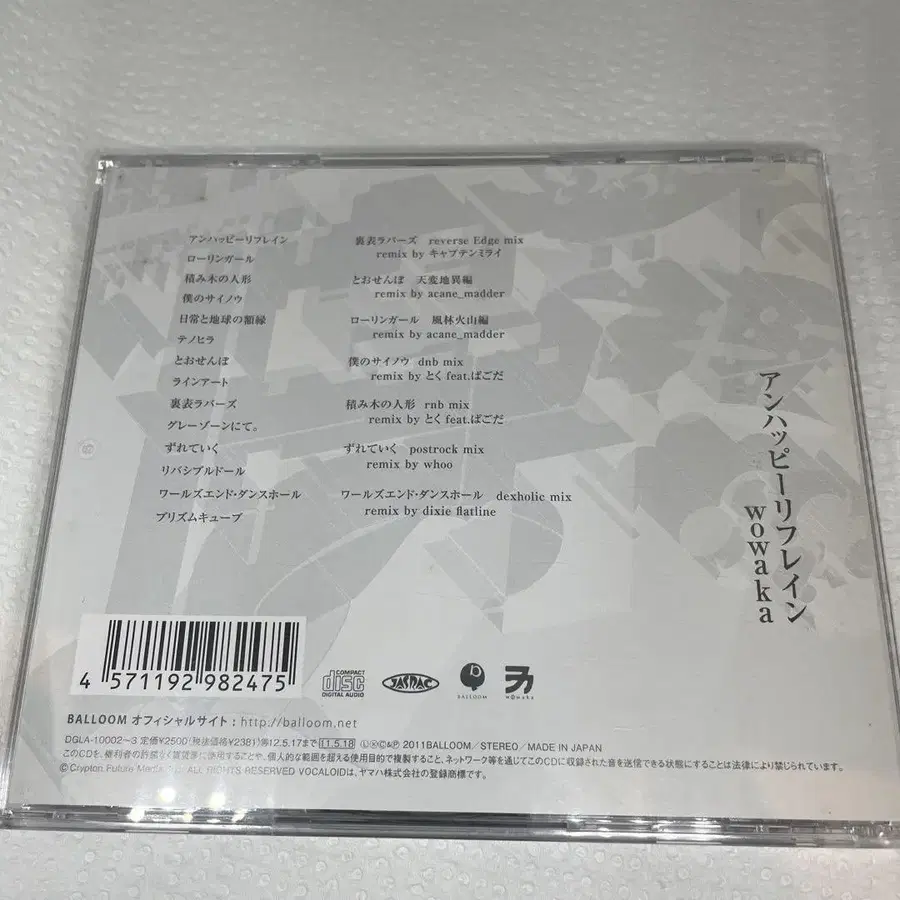 アンハッピーリフレイン
ローリンガール
積み木の人形
僕のサイノウ
日常と地球の額縁
テノヒラ
とおせんぼ
ラインアート
裏表ラバーズ
グレーゾーンにて。
ずれていく
リバシブルドール
ワールズエンド・ダンスホール
プリズムキューブ
裏表ラバーズ reverse Edge mix
remix by キャプテンミライ
とおせんぼ 天変地異編
remix by acane_madder
ローリンガール 風林火山編
remix by acane_madder
僕のサイノウ dnb mix
remix by とく feat.ぱごだ
積み木の人形 rnb mix
remix by とく feat.ぱごだ
ずれていく postrock mix
remix by whoo
ワールズエンド・ダンスホール dexholic mix
remix by dixie flatline
アンハッピーリフレイン
wowaka
4 571192 982475
COMPACT
disc
DIGITAL AUDIO
JASRAC
BALLOOM
wowaka
BALLOOM オフィシャルサイト：http://balloom.net
DGLA-10002〜3 定価¥2500(税抜価格¥2381)㊕12.5.17まで 11.5.18 ⓁⓍⒸ&Ⓟ 2011BALLOOM／STEREO／MADE IN JAPAN
このCDを、権利者の許諾なく賃貸業に使用することや、個人的な範囲を超える使用目的で複製すること、ネットワーク等を通じてこのCDに収録された音を送信できる状態にすることは法律により禁じられています。
Ⓒ Crypton Future Media, Inc. ALL RIGHTS RESERVED VOCALOIDは、ヤマハ株式会社の登録商標です。